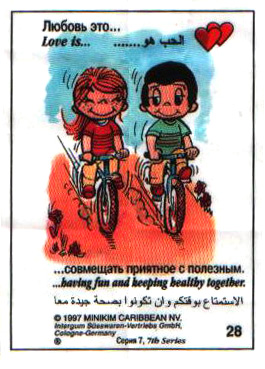 Любовь это...
Love is... الحب هو.......
...совмещать приятное с полезным.
...having fun and keeping healthy together.
الاستمتاع بوقتكم وان تكونوا بصحة جيدة معا
© 1997 MINIKIM CARIBBEAN NV.
Intergum Süsswaren-Vertriebs GmbH,
Cologne-Germany
28
® Серия 7, 7th Series